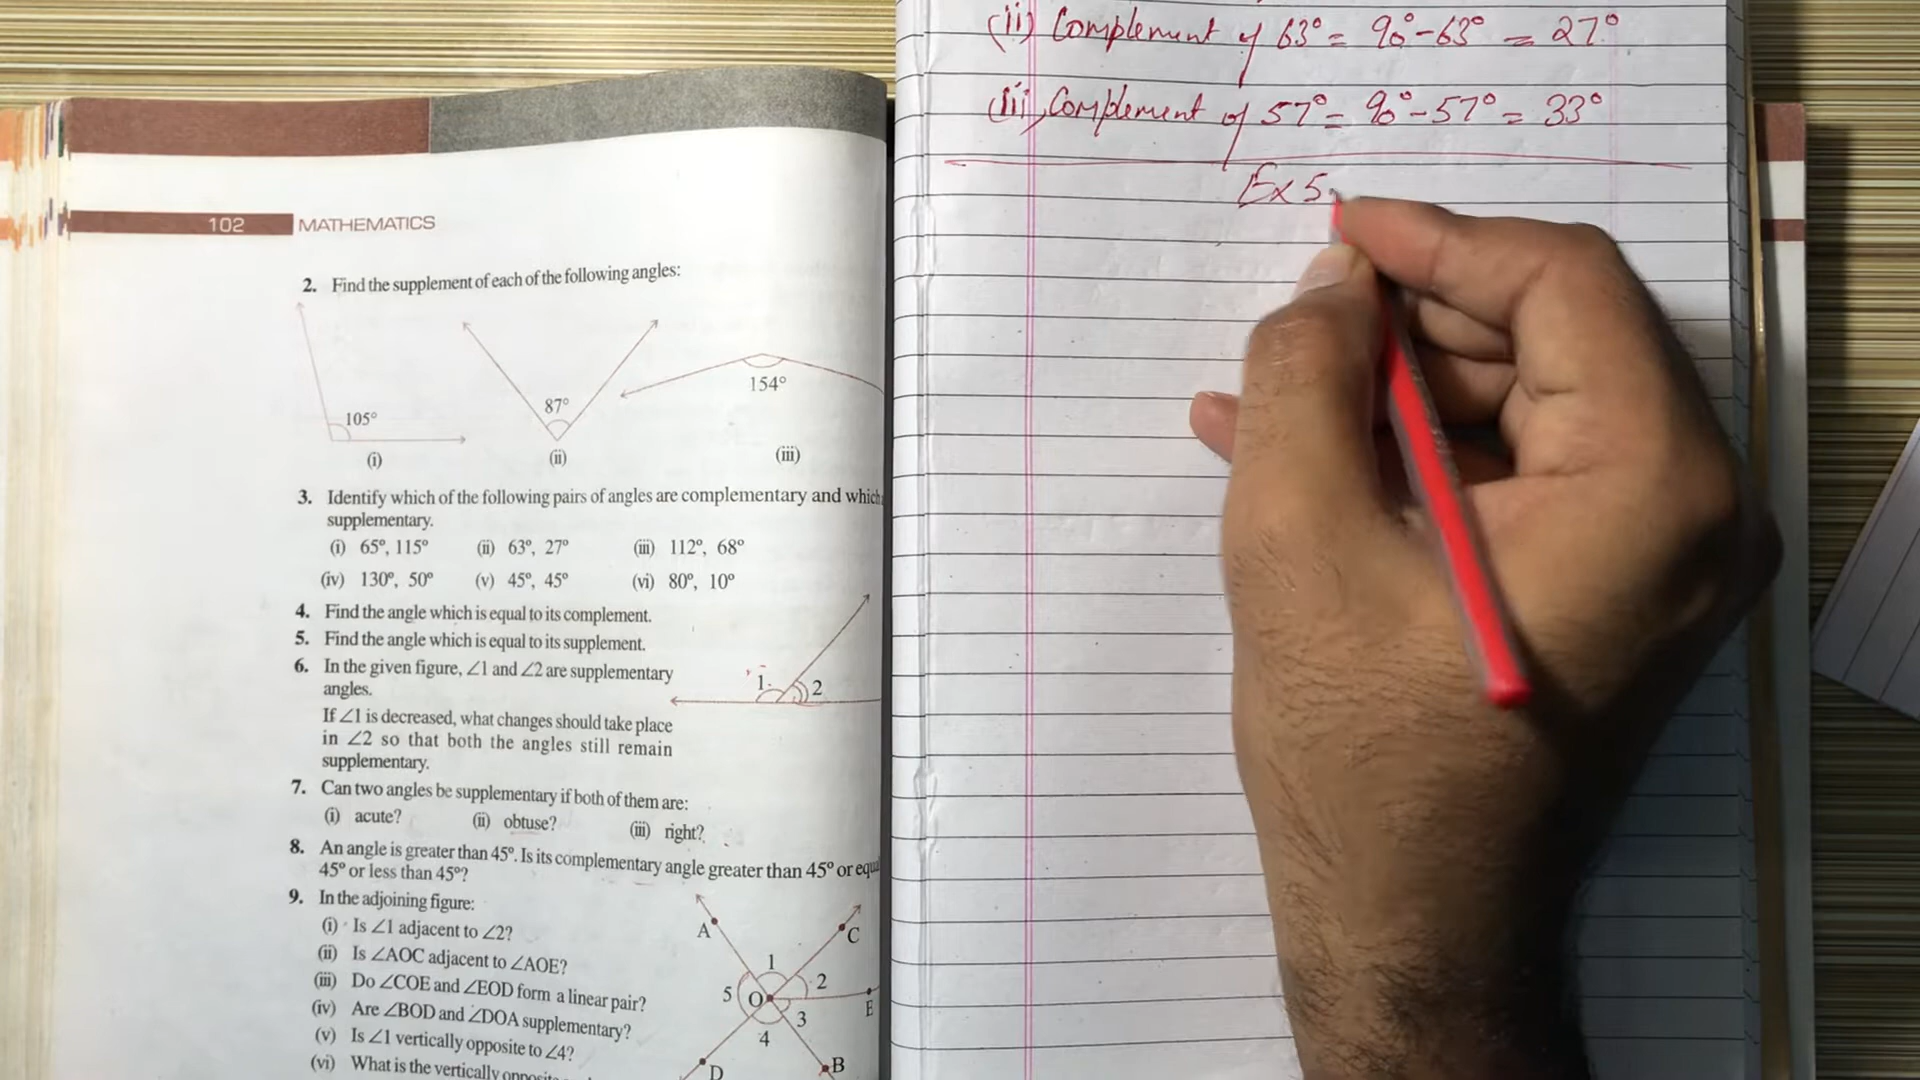 102 MATHEMATICS
2. Find the supplement of each of the following angles:
105° 87° 154°
(i) (ii) (iii)
3. Identify which of the following pairs of angles are complementary and which
supplementary.
(i) 65°, 115° (ii) 63°, 27° (iii) 112°, 68°
(iv) 130°, 50° (v) 45°, 45° (vi) 80°, 10°
4. Find the angle which is equal to its complement.
5. Find the angle which is equal to its supplement.
6. In the given figure, ∠1 and ∠2 are supplementary
angles.
1 2
If ∠1 is decreased, what changes should take place
in ∠2 so that both the angles still remain
supplementary.
7. Can two angles be supplementary if both of them are:
(i) acute? (ii) obtuse? (iii) right?
8. An angle is greater than 45°. Is its complementary angle greater than 45° or
45° or less than 45°?
9. In the adjoining figure:
(i) Is ∠1 adjacent to ∠2?
(ii) Is ∠AOC adjacent to ∠AOE?
(iii) Do ∠COE and ∠EOD form a linear pair?
(iv) Are ∠BOD and ∠DOA supplementary?
(v) Is ∠1 vertically opposite to ∠4?
(vi) What is the vertically
A C
1
5 O 2
E
3
4
D B
(ii) Complement of 63° = 90° - 63° = 27°
(iii) Complement of 57° = 90° - 57° = 33°
Ex 5